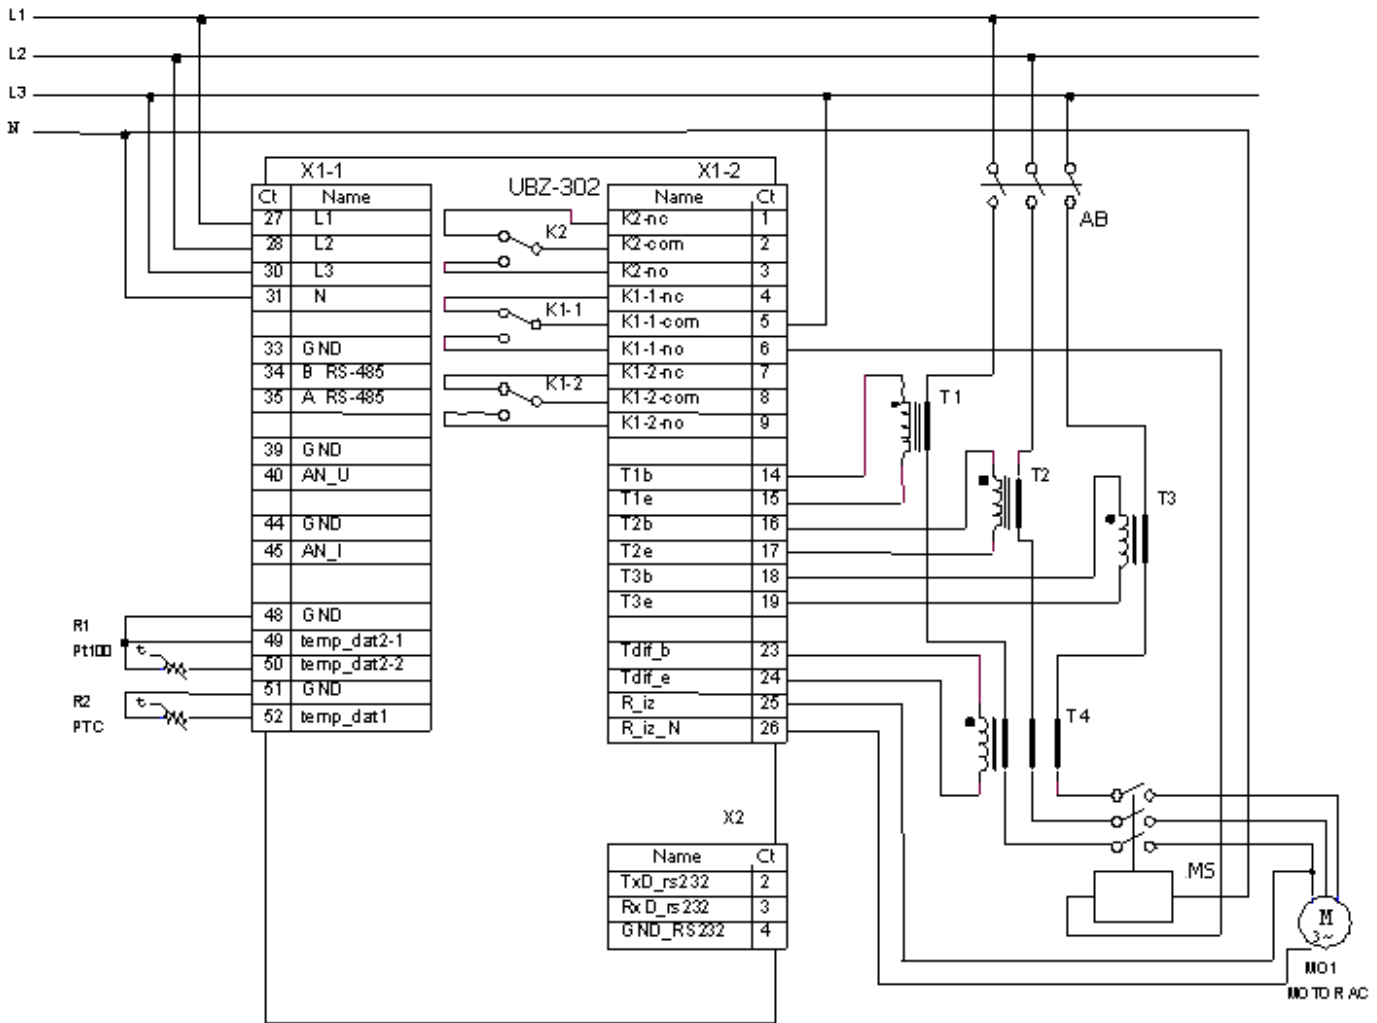 L1
L2
L3
N
X1-1
UBZ-302
X1-2
Ct Name
27 L1
28 L2
30 L3
31 N
33 GND
34 B RS-485
35 A RS-485
39 GND
40 AN_U
44 GND
45 AN_I
48 GND
49 temp_dat2-1
50 temp_dat2-2
51 GND
52 temp_dat1
K2
K1-1
K1-2
Name Ct
K2-nc 1
K2-com 2
K2-no 3
K1-1-nc 4
K1-1-com 5
K1-1-no 6
K1-2-nc 7
K1-2-com 8
K1-2-no 9
T1b 14
T1e 15
T2b 16
T2e 17
T3b 18
T3e 19
Tdif_b 23
Tdif_e 24
R_iz 25
R_iz_N 26
R1
Pt100
t
R2
PTC
t
AB
T1
T2
T3
T4
X2
Name Ct
TxD_rs232 2
RxD_rs232 3
GND_RS232 4
MS
M
3~
M01
MOTOR AC